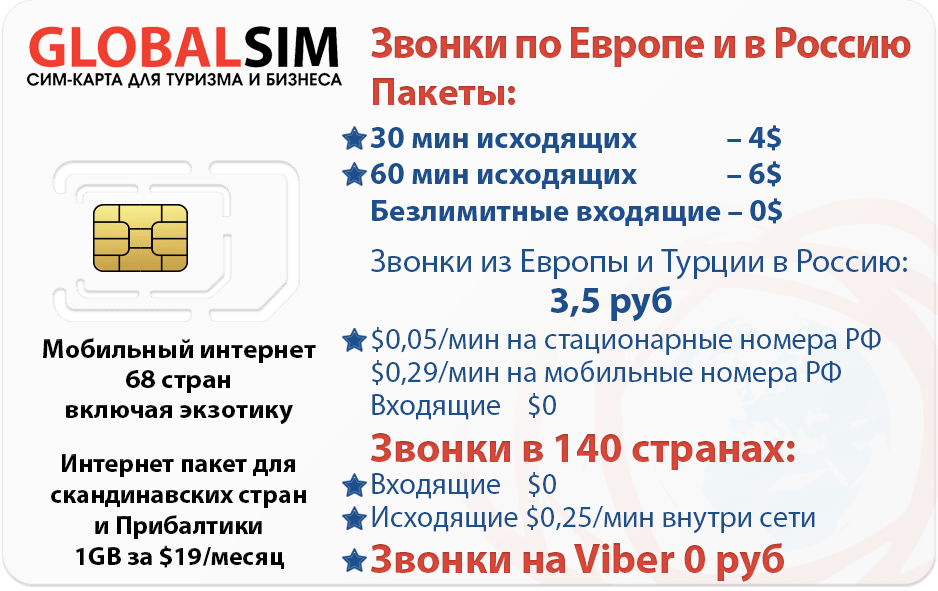 GLOBALSIM
СИМ-КАРТА ДЛЯ ТУРИЗМА И БИЗНЕСА
Мобильный интернет
68 стран
включая экзотику
Интернет пакет для
скандинавских стран
и Прибалтики
1GB за $19/месяц
Звонки по Европе и в Россию
Пакеты:
30 мин исходящих – 4$
60 мин исходящих – 6$
Безлимитные входящие – 0$
Звонки из Европы и Турции в Россию:
3,5 руб
$0,05/мин на стационарные номера РФ
$0,29/мин на мобильные номера РФ
Входящие $0
Звонки в 140 странах:
Входящие $0
Исходящие $0,25/мин внутри сети
Звонки на Viber 0 руб